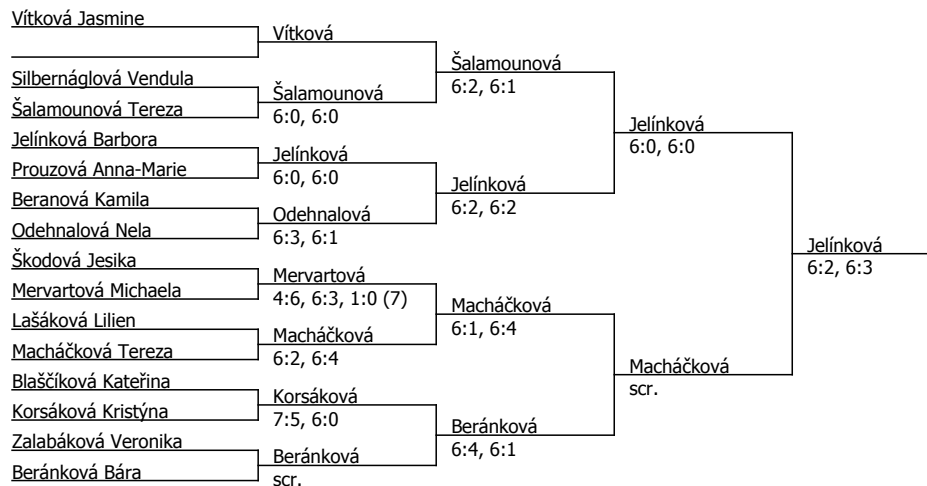 Vítková Jasmine
Silbernáglová Vendula
Šalamounová Tereza
Jelínková Barbora
Prouzová Anna-Marie
Beranová Kamila
Odehnalová Nela
Škodová Jesika
Mervartová Michaela
Lašáková Lilien
Macháčková Tereza
Blaščíková Kateřina
Korsáková Kristýna
Zalabáková Veronika
Beránková Bára
Vítková
Šalamounová
6:0, 6:0
Jelínková
6:0, 6:0
Odehnalová
6:3, 6:1
Mervartová
4:6, 6:3, 1:0 (7)
Macháčková
6:2, 6:4
Korsáková
7:5, 6:0
Beránková
scr.
Šalamounová
6:2, 6:1
Jelínková
6:2, 6:2
Macháčková
6:1, 6:4
Beránková
6:4, 6:1
Jelínková
6:0, 6:0
Macháčková
scr.
Jelínková
6:2, 6:3